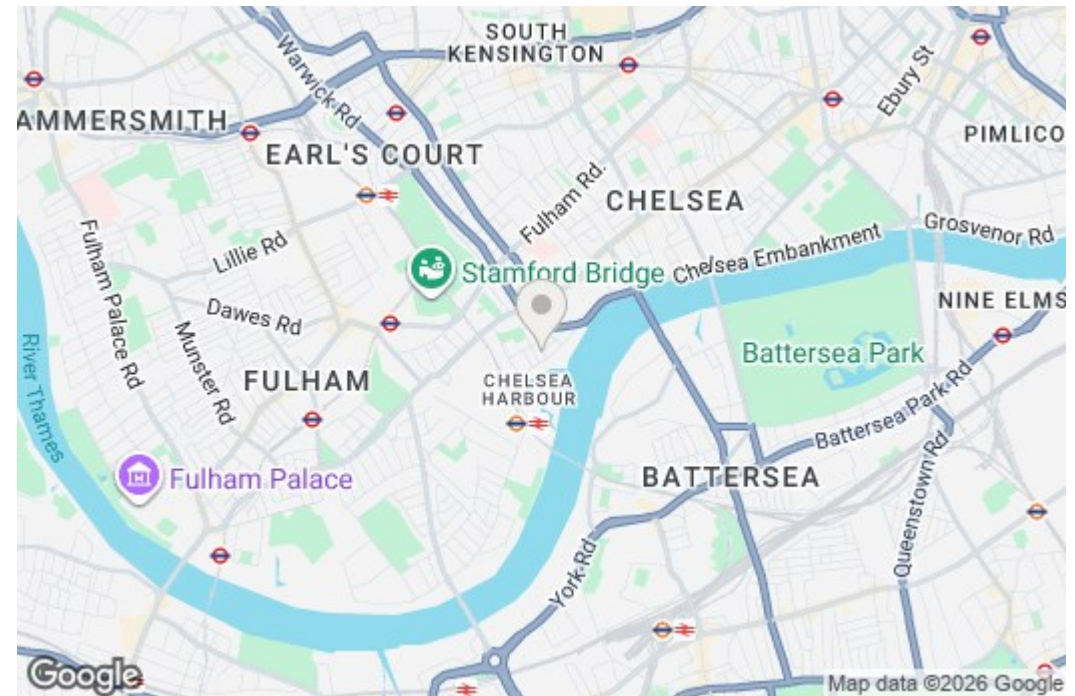 SOUTH
KENSINGTON
Warwick Rd
Ebury St
AMMERSMITH
PIMLICO
EARL'S COURT
Fulham Rd.
CHELSEA
Grosvenor Rd
Fulham Palace Rd
Lillie Rd
Chelsea Embankment
Stamford Bridge
NINE ELMS
Dawes Rd
River Thames
Munster Rd
Battersea Park
FULHAM
CHELSEA
HARBOUR
Battersea Park Rd
Fulham Palace
BATTERSEA
Queenstown Rd
York Rd
Google
Map data ©2026 Google